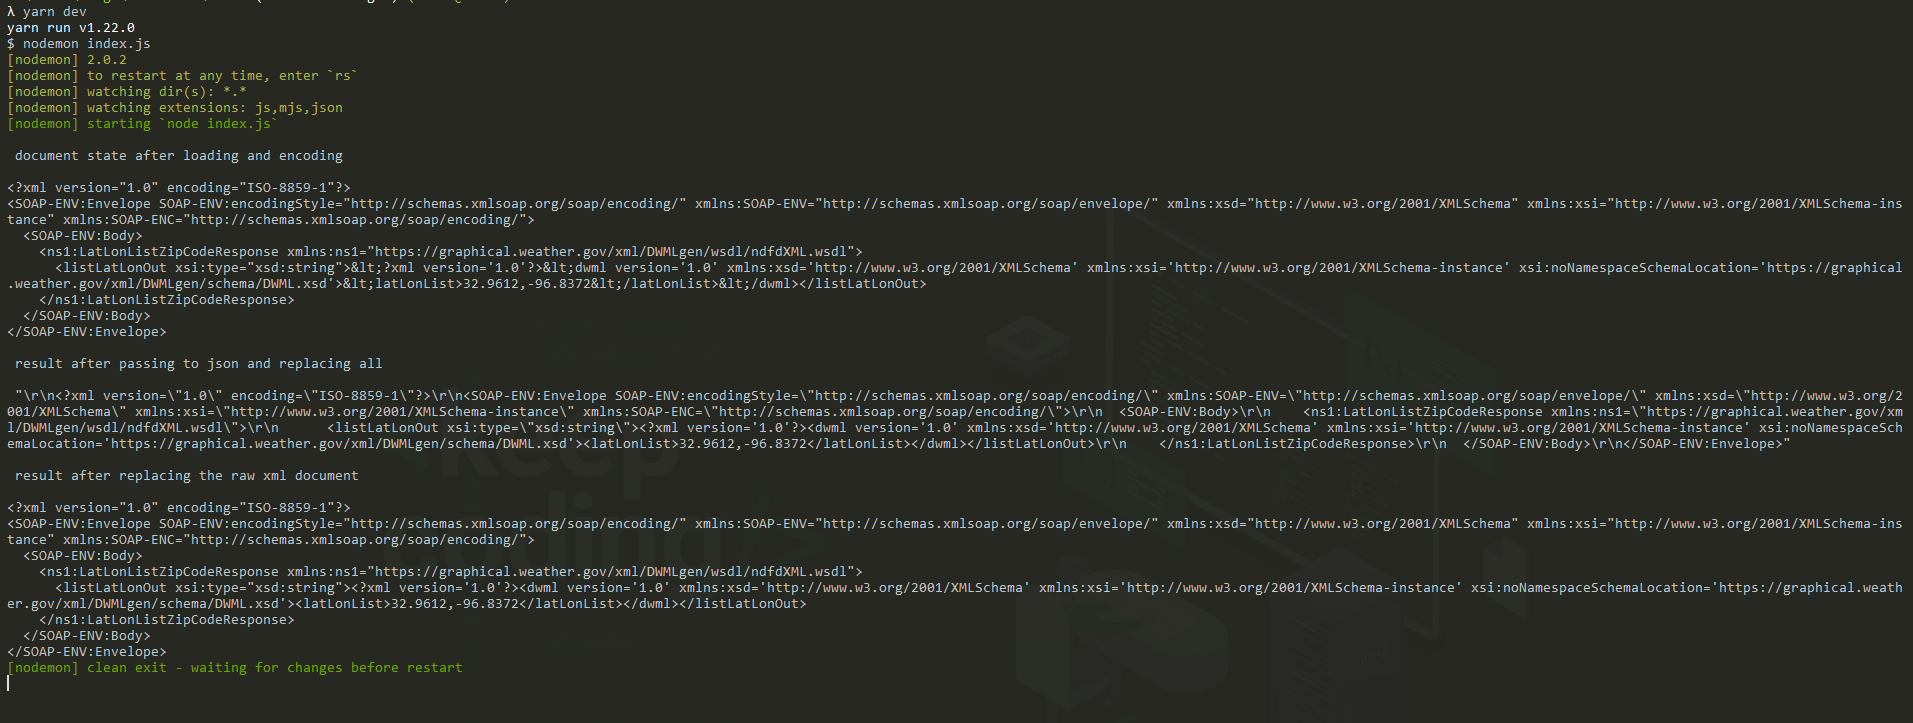 λ yarn dev
yarn run v1.22.0
$ nodemon index.js
[nodemon] 2.0.2
[nodemon] to restart at any time, enter `rs`
[nodemon] watching dir(s): *.*
[nodemon] watching extensions: js,mjs,json
[nodemon] starting `node index.js`
document state after loading and encoding
<?xml version="1.0" encoding="ISO-8859-1"?>
<SOAP-ENV:Envelope SOAP-ENV:encodingStyle="http://schemas.xmlsoap.org/soap/encoding/" xmlns:SOAP-ENV="http://schemas.xmlsoap.org/soap/envelope/" xmlns:xsd="http://www.w3.org/2001/XMLSchema" xmlns:xsi="http://www.w3.org/2001/XMLSchema-ins
tance" xmlns:SOAP-ENC="http://schemas.xmlsoap.org/soap/encoding/">
<SOAP-ENV:Body>
<ns1:LatLonListZipCodeResponse xmlns:ns1="https://graphical.weather.gov/xml/DWMLgen/wsdl/ndfdXML.wsdl">
<listLatLonOut xsi:type="xsd:string">&lt;?xml version='1.0'?>&lt;dwml version='1.0' xmlns:xsd='http://www.w3.org/2001/XMLSchema' xmlns:xsi='http://www.w3.org/2001/XMLSchema-instance' xsi:noNamespaceSchemaLocation='https://graphical
.weather.gov/xml/DWMLgen/schema/DWML.xsd'>&lt;latLonList>32.9612,-96.8372&lt;/latLonList>&lt;/dwml></listLatLonOut>
</ns1:LatLonListZipCodeResponse>
</SOAP-ENV:Body>
</SOAP-ENV:Envelope>
result after passing to json and replacing all
"\r\n<?xml version=\"1.0\" encoding=\"ISO-8859-1\"?>\r\n<SOAP-ENV:Envelope SOAP-ENV:encodingStyle=\"http://schemas.xmlsoap.org/soap/encoding/\" xmlns:SOAP-ENV=\"http://schemas.xmlsoap.org/soap/envelope/\" xmlns:xsd=\"http://www.w3.org/2
001/XMLSchema\" xmlns:xsi=\"http://www.w3.org/2001/XMLSchema-instance\" xmlns:SOAP-ENC=\"http://schemas.xmlsoap.org/soap/encoding/\">\r\n  <SOAP-ENV:Body>\r\n    <ns1:LatLonListZipCodeResponse xmlns:ns1=\"https://graphical.weather.gov/xm
l/DWMLgen/wsdl/ndfdXML.wsdl\">\r\n      <listLatLonOut xsi:type=\"xsd:string\"><?xml version='1.0'?><dwml version='1.0' xmlns:xsd='http://www.w3.org/2001/XMLSchema' xmlns:xsi='http://www.w3.org/2001/XMLSchema-instance' xsi:noNamespaceSch
emaLocation='https://graphical.weather.gov/xml/DWMLgen/schema/DWML.xsd'><latLonList>32.9612,-96.8372</latLonList></dwml></listLatLonOut>\r\n    </ns1:LatLonListZipCodeResponse>\r\n  </SOAP-ENV:Body>\r\n</SOAP-ENV:Envelope>"
result after replacing the raw xml document
<?xml version="1.0" encoding="ISO-8859-1"?>
<SOAP-ENV:Envelope SOAP-ENV:encodingStyle="http://schemas.xmlsoap.org/soap/encoding/" xmlns:SOAP-ENV="http://schemas.xmlsoap.org/soap/envelope/" xmlns:xsd="http://www.w3.org/2001/XMLSchema" xmlns:xsi="http://www.w3.org/2001/XMLSchema-ins
tance" xmlns:SOAP-ENC="http://schemas.xmlsoap.org/soap/encoding/">
<SOAP-ENV:Body>
<ns1:LatLonListZipCodeResponse xmlns:ns1="https://graphical.weather.gov/xml/DWMLgen/wsdl/ndfdXML.wsdl">
<listLatLonOut xsi:type="xsd:string"><?xml version='1.0'?><dwml version='1.0' xmlns:xsd='http://www.w3.org/2001/XMLSchema' xmlns:xsi='http://www.w3.org/2001/XMLSchema-instance' xsi:noNamespaceSchemaLocation='https://graphical.weath
er.gov/xml/DWMLgen/schema/DWML.xsd'><latLonList>32.9612,-96.8372</latLonList></dwml></listLatLonOut>
</ns1:LatLonListZipCodeResponse>
</SOAP-ENV:Body>
</SOAP-ENV:Envelope>
[nodemon] clean exit - waiting for changes before restart
keep
coding